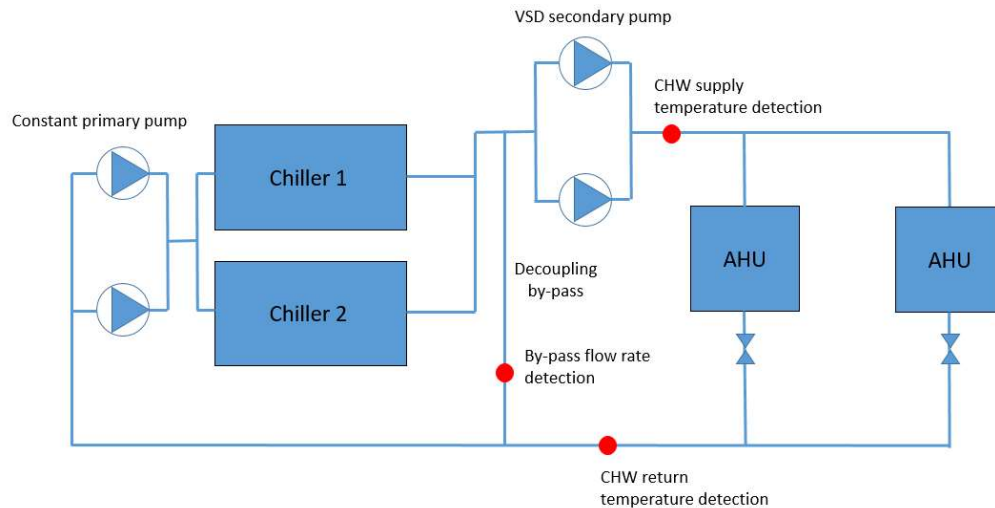 VSD secondary pump
CHW supply
temperature detection
Constant primary pump
Chiller 1
Chiller 2
Decoupling
by-pass
AHU
AHU
By-pass flow rate
detection
CHW return
temperature detection